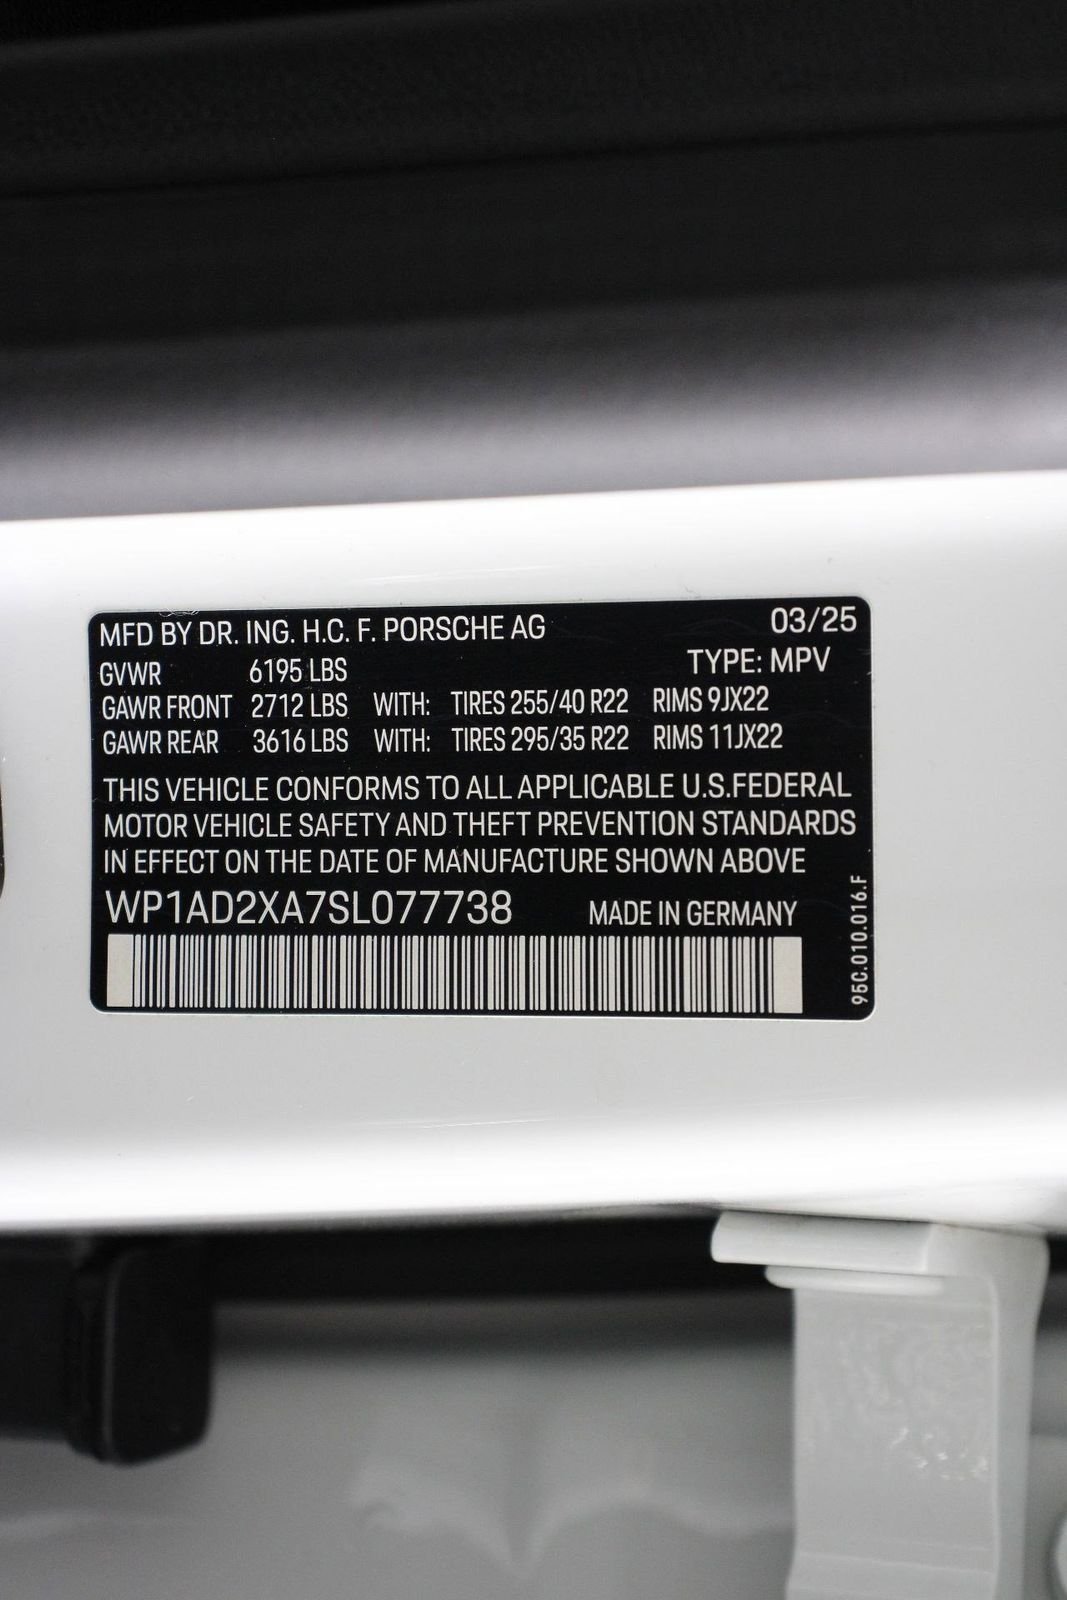 MFD BY DR. ING. H.C. F. PORSCHE AG 03/25
GVWR 6195 LBS TYPE: MPV
GAWR FRONT 2712 LBS WITH: TIRES 255/40 R22 RIMS 9JX22
GAWR REAR 3616 LBS WITH: TIRES 295/35 R22 RIMS 11JX22
THIS VEHICLE CONFORMS TO ALL APPLICABLE U.S.FEDERAL
MOTOR VEHICLE SAFETY AND THEFT PREVENTION STANDARDS
IN EFFECT ON THE DATE OF MANUFACTURE SHOWN ABOVE
WP1AD2XA7SL077738 MADE IN GERMANY
95C.010.016.F